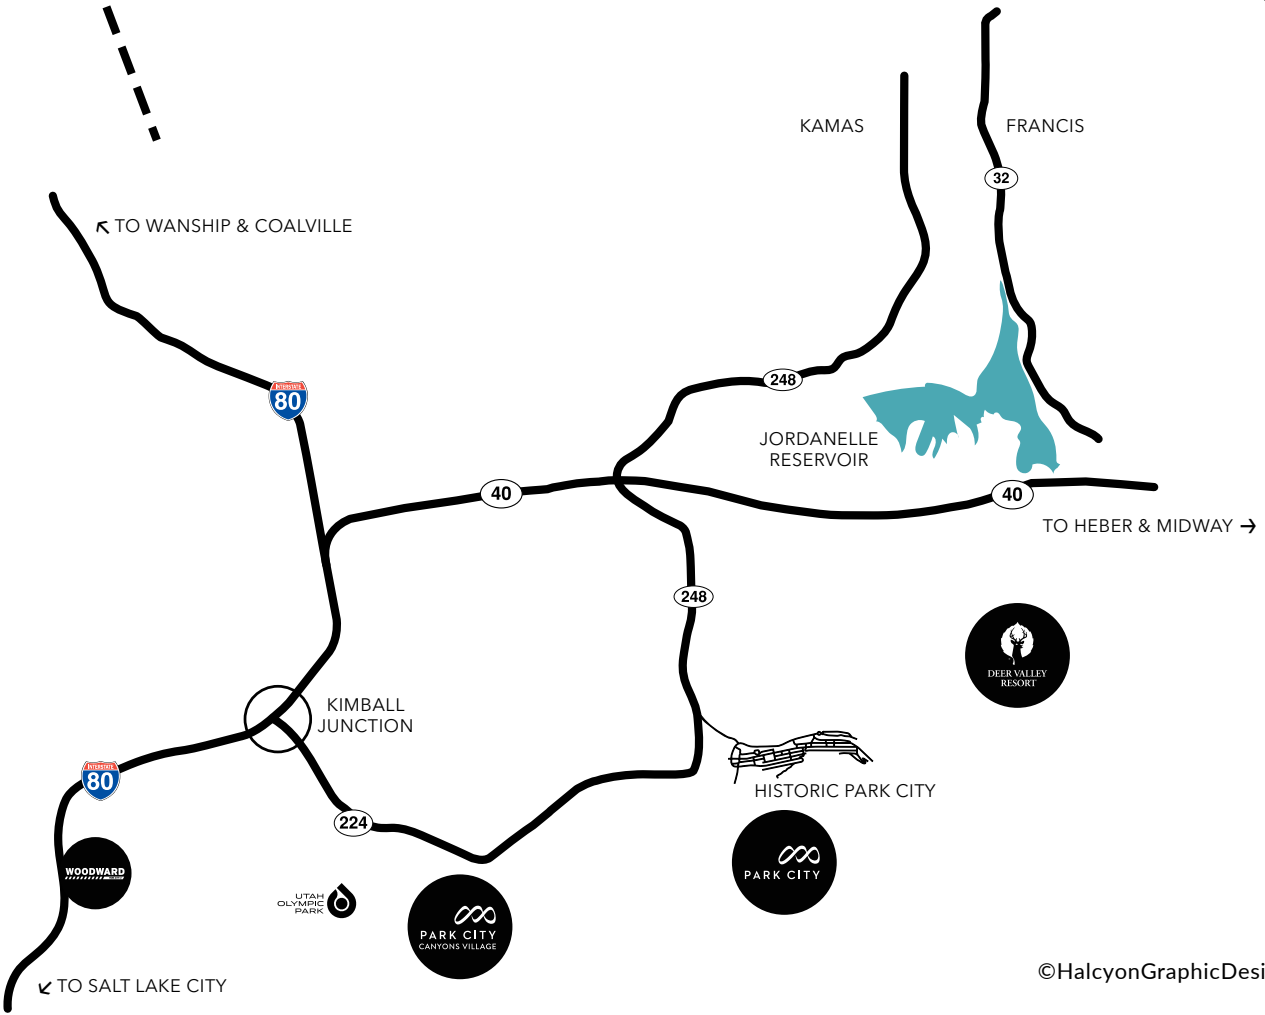 KAMAS
FRANCIS
32
TO WANSHIP & COALVILLE
248
INTERSTATE
80
JORDANELLE
RESERVOIR
40
40
TO HEBER & MIDWAY
248
DEER VALLEY
RESORT
KIMBALL
JUNCTION
INTERSTATE
80
HISTORIC PARK CITY
224
WOODWARD
PARK CITY
UTAH
OLYMPIC
PARK
PARK CITY
CANYONS VILLAGE
©HalcyonGraphicDesi
TO SALT LAKE CITY